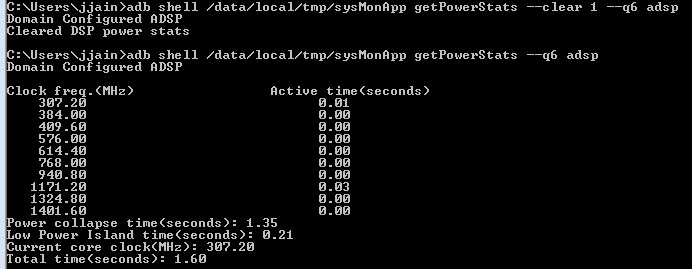 C:\Users\jjain>adb shell /data/local/tmp/sysMonApp getPowerStats --clear 1 --q6 adsp
Domain Configured ADSP
Cleared DSP power stats
C:\Users\jjain>adb shell /data/local/tmp/sysMonApp getPowerStats --q6 adsp
Domain Configured ADSP
Clock freq.(MHz) Active time(seconds)
307.20 0.01
384.00 0.00
409.60 0.00
576.00 0.00
614.40 0.00
768.00 0.00
940.80 0.00
1171.20 0.03
1324.80 0.00
1401.60 0.00
Power collapse time(seconds): 1.35
Low Power Island time(seconds): 0.21
Current core clock(MHz): 307.20
Total time(seconds): 1.60